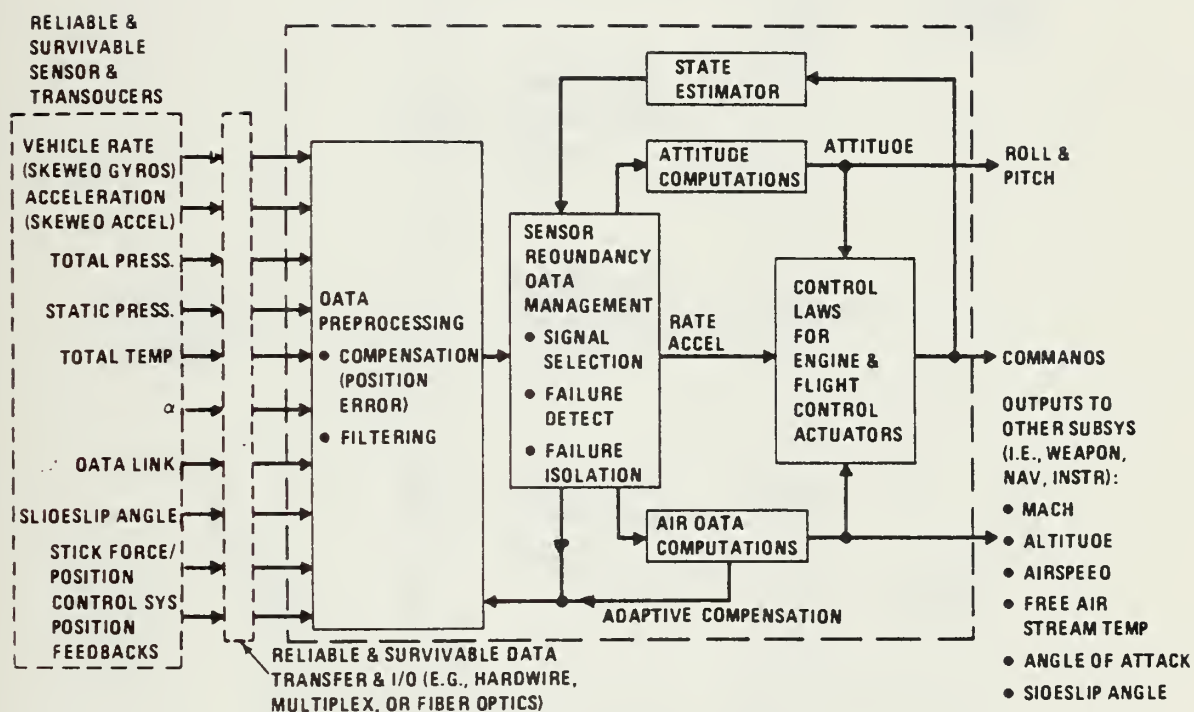 RELIABLE &
SURVIVABLE
SENSOR &
TRANSOUCERS
VEHICLE RATE
(SKEWEO GYROS)
ACCELERATION
(SKEWEO ACCEL)
TOTAL PRESS.
STATIC PRESS.
TOTAL TEMP
α
OATA LINK
SLIOESLIP ANGLE
STICK FORCE/
POSITION
CONTROL SYS
POSITION
FEEDBACKS
RELIABLE & SURVIVABLE DATA
TRANSFER & I/O (E.G., HARDWIRE,
MULTIPLEX, OR FIBER OPTICS)
OATA
PREPROCESSING
• COMPENSATION
(POSITION
ERROR)
• FILTERING
SENSOR
REOUNDANCY
OATA
MANAGEMENT
• SIGNAL
SELECTION
• FAILURE
DETECT
• FAILURE
ISOLATION
STATE
ESTIMATOR
ATTITUOE
COMPUTATIONS
ATTITUOE
RATE
ACCEL
CONTROL
LAWS
FOR
ENGINE &
FLIGHT
CONTROL
ACTUATORS
AIR OATA
COMPUTATIONS
ADAPTIVE COMPENSATION
ROLL &
PITCH
COMMANOS
OUTPUTS TO
OTHER SUBSYS
(I.E., WEAPON,
NAV, INSTR):
• MACH
• ALTITUOE
• AIRSPEEO
• FREE AIR
STREAM TEMP
• ANGLE OF ATTACK
• SIOESLIP ANGLE